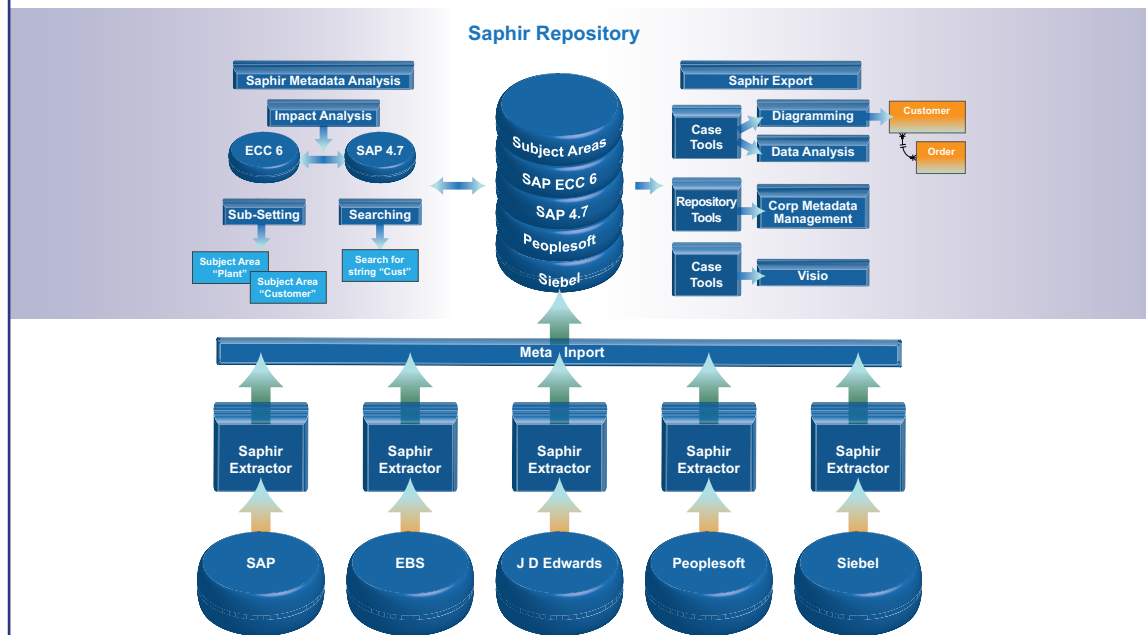 Saphir Repository
Saphir Metadata Analysis
Impact Analysis
ECC 6
SAP 4.7
Sub-Setting
Searching
Subject Area
“Plant”
Subject Area
“Customer”
Search for
string “Cust”
Subject Areas
SAP ECC 6
SAP 4.7
Peoplesoft
Siebel
Saphir Export
Case
Tools
Diagramming
Data Analysis
Customer
Order
Repository
Tools
Corp Metadata
Management
Case
Tools
Visio
Meta Inport
Saphir
Extractor
Saphir
Extractor
Saphir
Extractor
Saphir
Extractor
Saphir
Extractor
SAP
EBS
J D Edwards
Peoplesoft
Siebel